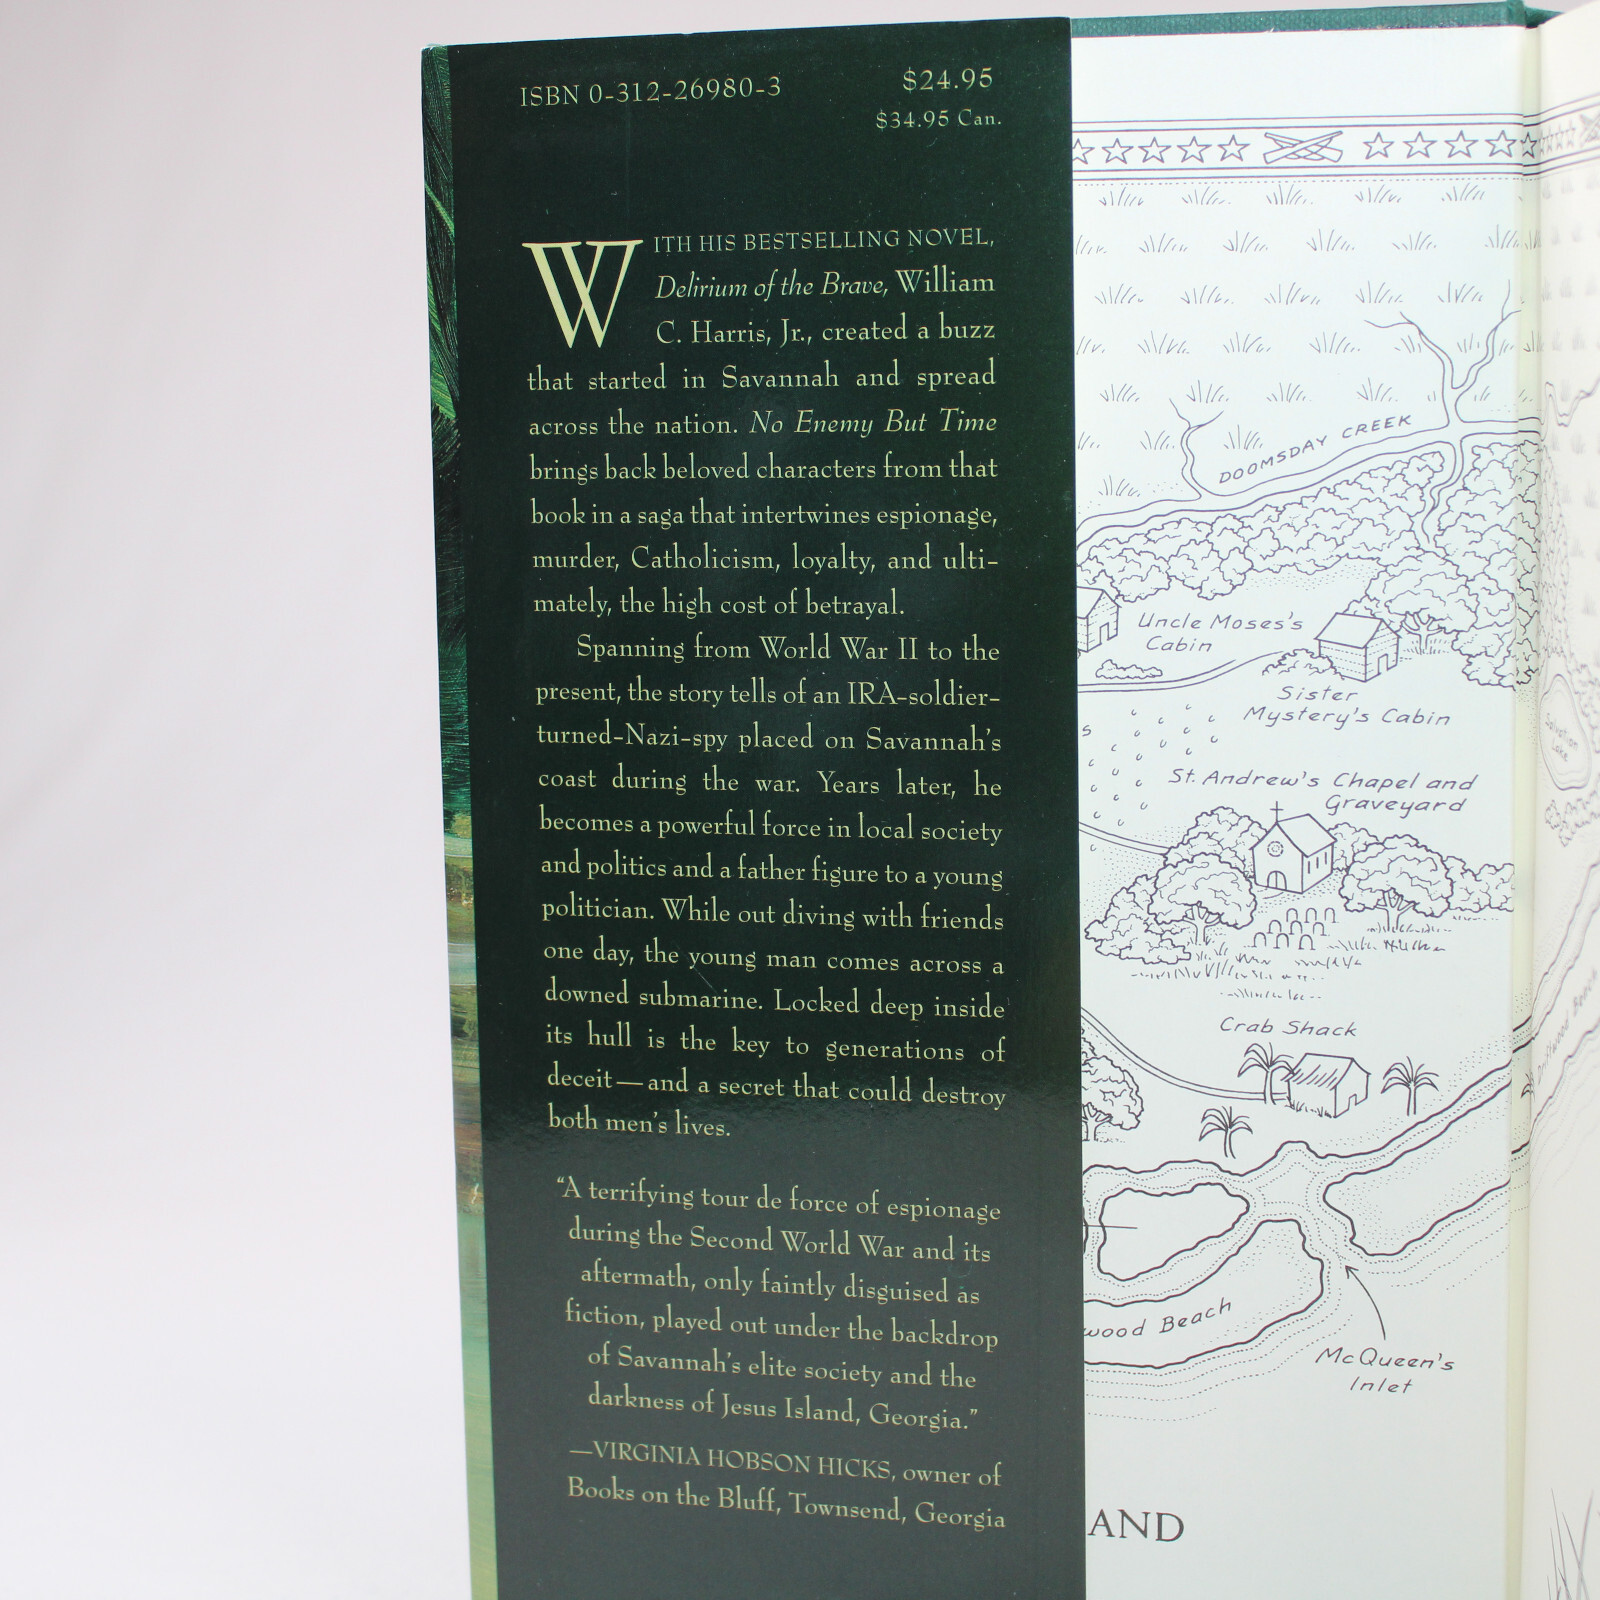 ISBN 0-312-26980-3
$24.95
$34.95 Can.
WITH HIS BESTSELLING NOVEL,
Delirium of the Brave, William
C. Harris, Jr., created a buzz
that started in Savannah and spread
across the nation. No Enemy But Time
brings back beloved characters from that
book in a saga that intertwines espionage,
murder, Catholicism, loyalty, and ulti-
mately, the high cost of betrayal.
Spanning from World War II to the
present, the story tells of an IRA-soldier-
turned-Nazi-spy placed on Savannah's
coast during the war. Years later, he
becomes a powerful force in local society
and politics and a father figure to a young
politician. While out diving with friends
one day, the young man comes across a
downed submarine. Locked deep inside
its hull is the key to generations of
deceit—and a secret that could destroy
both men's lives.
"A terrifying tour de force of espionage
during the Second World War and its
aftermath, only faintly disguised as
fiction, played out under the backdrop
of Savannah's elite society and the
darkness of Jesus Island, Georgia."
—VIRGINIA HOBSON HICKS, owner of
Books on the Bluff, Townsend, Georgia
DOOMSDAY CREEK
Uncle Moses's
Cabin
Sister
Mystery's Cabin
s
St. Andrew's Chapel and
Graveyard
Crab Shack
wood Beach
McQueen's
Inlet
AND
Salvation
Lake
Driftwood Beach